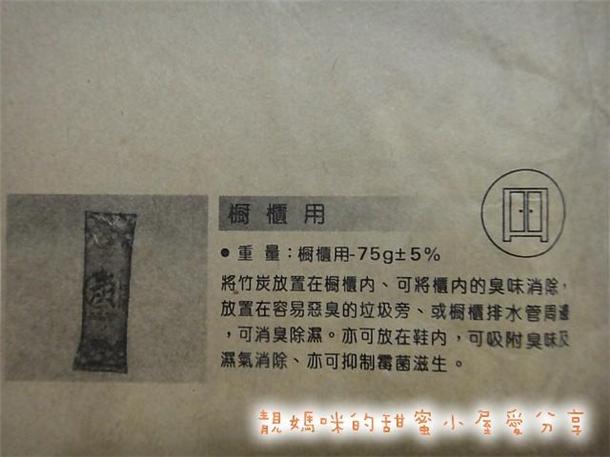 櫥櫃用
●重量：櫥櫃用-75g±5%
將竹炭放置在櫥櫃內、可將櫃內的臭味消除，
放置在容易惡臭的垃圾旁、或櫥櫃排水管周邊
，可消臭除濕。亦可放在鞋內，可吸附臭味及
濕氣消除、亦可抑制霉菌滋生。
炭
靚媽咪的甜蜜小屋愛分享